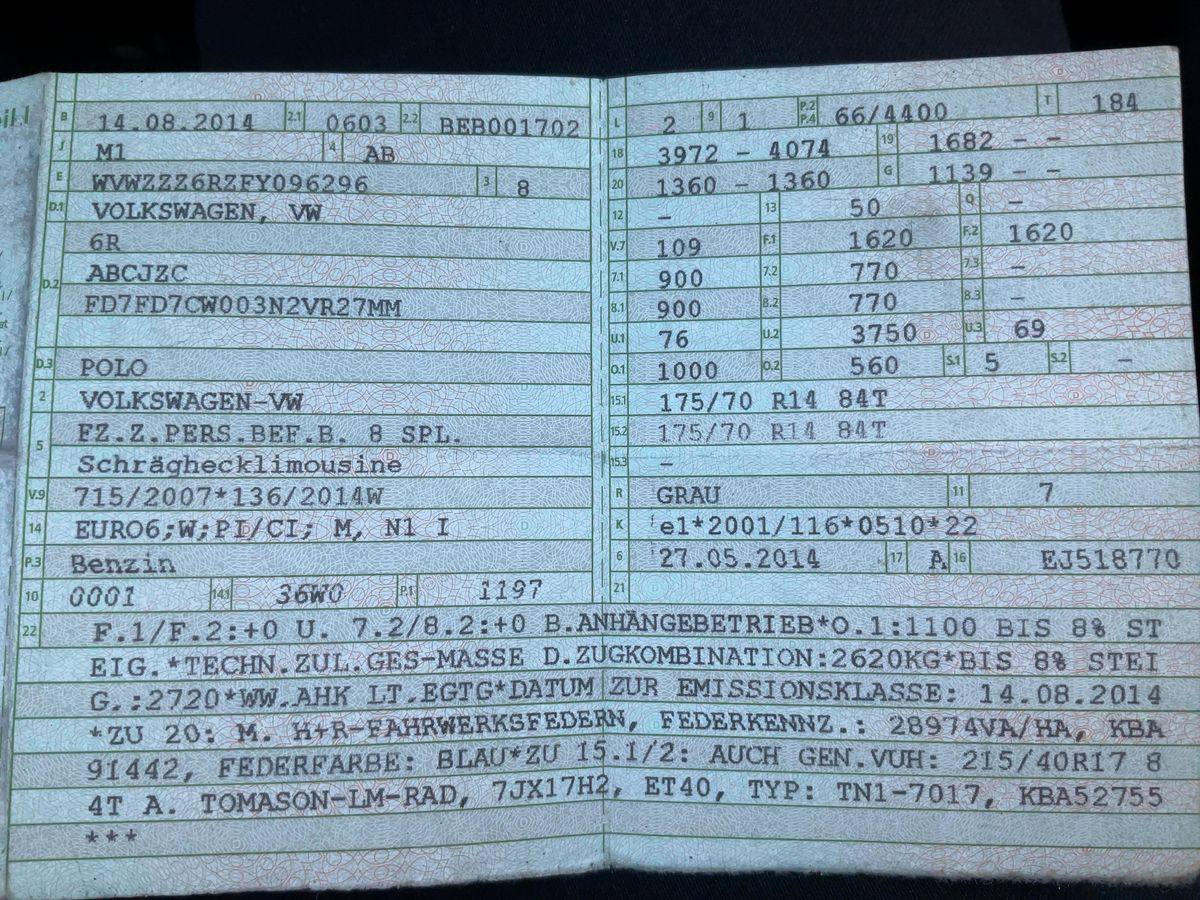 B 14.08.2014 2.1 0603 2.2 BEB001702
J M1 4 AB
E WVWZZZ6RZFY096296 3 8
D.1 VOLKSWAGEN, VW
6R
D.2 ABCJZC
FD7FD7CW003N2VR27MM
D.3 POLO
2 VOLKSWAGEN-VW
5 FZ.Z.PERS.BEF.B. 8 SPL.
Schräghecklimousine
V.9 715/2007*136/2014W
14 EURO6;W;PI/CI; M, N1 I
P.3 Benzin
10 0001 14.1 36W0 P.1 1197
L 2 9 1 P.2 P.4 66/4400 T 184
18 3972 - 4074 19 1682 - -
20 1360 - 1360 G 1139 - -
12 - 13 50 Q -
V.7 109 F.1 1620 F.2 1620
7.1 900 7.2 770 7.3 -
8.1 900 8.2 770 8.3 -
U.1 76 U.2 3750 U.3 69
O.1 1000 O.2 560 S.1 5 S.2 -
15.1 175/70 R14 84T
15.2 175/70 R14 84T
15.3 -
R GRAU 11 7
K e1*2001/116*0510*22
6 27.05.2014 17 A 16 EJ518770
21
22 F.1/F.2:+0 U. 7.2/8.2:+0 B.ANHÄNGEBETRIEB*O.1:1100 BIS 8% ST
EIG.*TECHN.ZUL.GES-MASSE D.ZUGKOMBINATION:2620KG*BIS 8% STEI
G.:2720*WW.AHK LT.EGTG*DATUM ZUR EMISSIONSKLASSE: 14.08.2014
*ZU 20: M. H+R-FAHRWERKSFEDERN, FEDERKENNZ.: 28974VA/HA, KBA
91442, FEDERFARBE: BLAU*ZU 15.1/2: AUCH GEN.VUH: 215/40R17 8
4T A. TOMASON-LM-RAD, 7JX17H2, ET40, TYP: TN1-7017, KBA52755
***